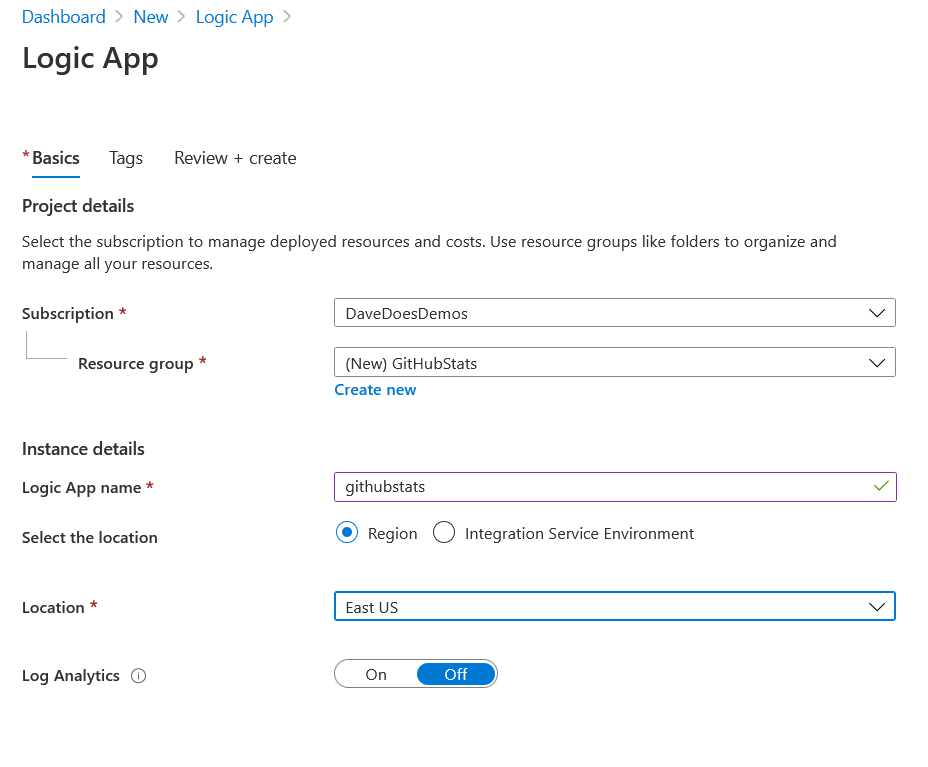 Dashboard > New > Logic App >
Logic App
* Basics Tags Review + create
Project details
Select the subscription to manage deployed resources and costs. Use resource groups like folders to organize and
manage all your resources.
Subscription * DaveDoesDemos
Resource group * (New) GitHubStats
Create new
Instance details
Logic App name * githubstats
Select the location Region Integration Service Environment
Location * East US
Log Analytics On Off